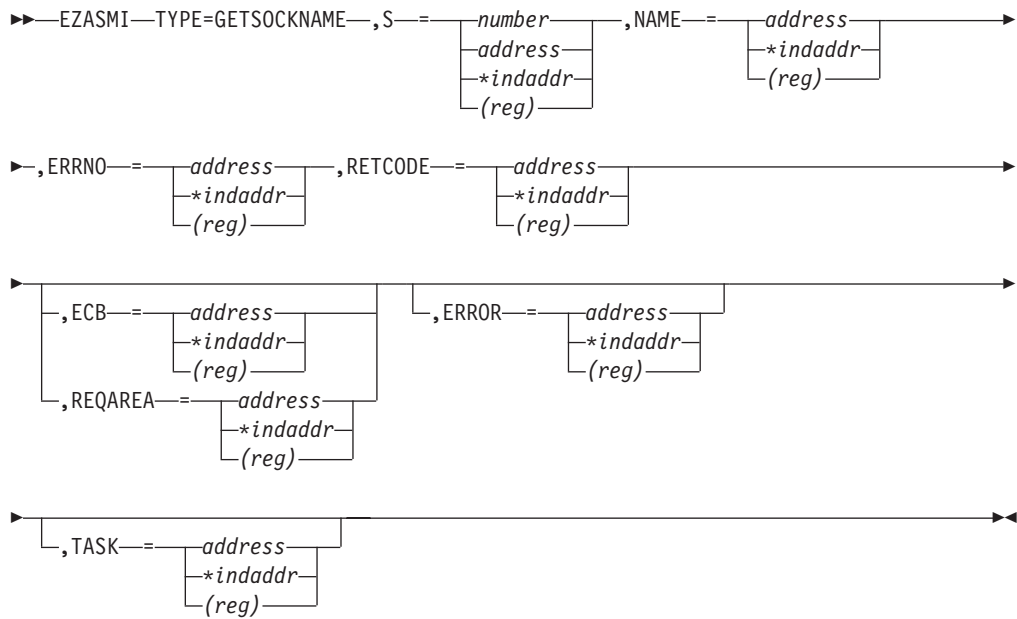 EZASMI TYPE=GETSOCKNAME ,S = number ,NAME = address
address *indaddr
*indaddr (reg)
(reg)
,ERRNO = address ,RETCODE = address
*indaddr *indaddr
(reg) (reg)
,ECB = address ,ERROR = address
*indaddr *indaddr
(reg) (reg)
,REQAREA = address
*indaddr
(reg)
,TASK = address
*indaddr
(reg)